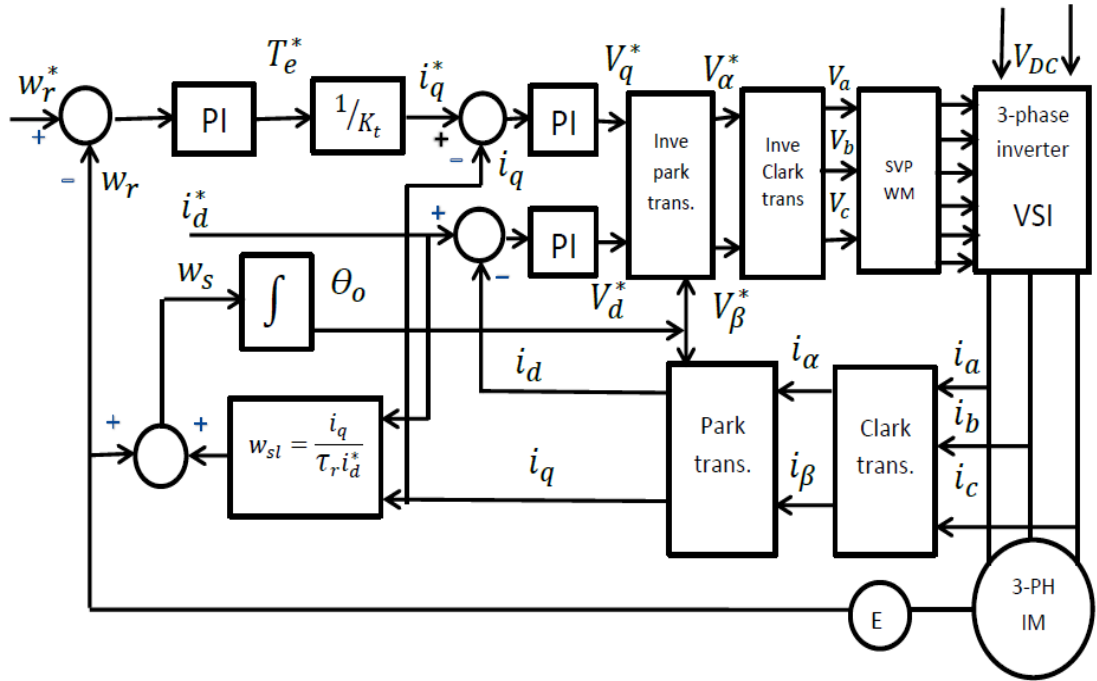 w_r^*
+
−
w_r
PI
T_e^*
1/K_t
i_q^*
+
−
i_q
PI
V_q^*
Inve
park
trans.
V_α^*
Inve
Clark
trans
V_a
V_b
V_c
SVP
WM
V_DC
3-phase
inverter
VSI
i_d^*
+
−
PI
V_d^*
V_β^*
w_s
∫
θ_o
i_d
i_q
+
+
w_sl = i_q / τ_r i_d^*
Park
trans.
i_α
i_β
Clark
trans.
i_a
i_b
i_c
E
3-PH
IM